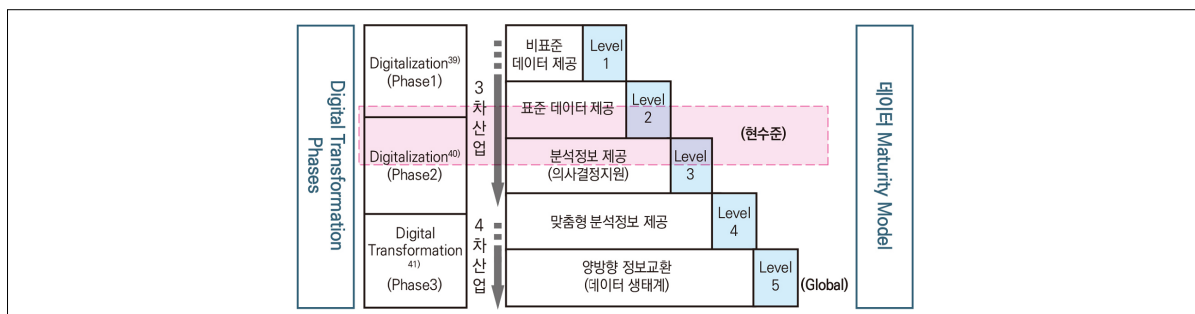 Digital Transformation
Phases
Digitalization39)
(Phase1)
Digitalization40)
(Phase2)
Digital
Transformation
41)
(Phase3)
3
차
산
업
4
차
산
업
비표준
데이터 제공
Level
1
표준 데이터 제공
Level
2
(현수준)
분석정보 제공
(의사결정지원)
Level
3
맞춤형 분석정보 제공
Level
4
양방향 정보교환
(데이터 생태계)
Level
5
(Global)
데이터 Maturity Model